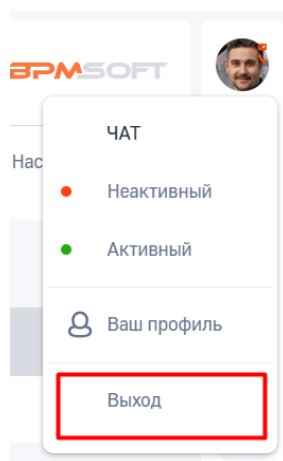 BPMSOFT
ЧАТ
Нас
Неактивный
Активный
Ваш профиль
Выход